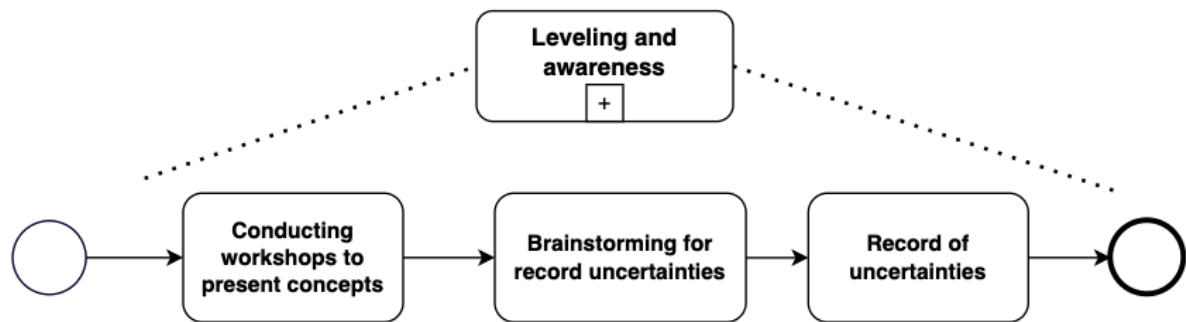 Leveling and
awareness
+
Conducting
workshops to
present concepts
Brainstorming for
record uncertainties
Record of
uncertainties